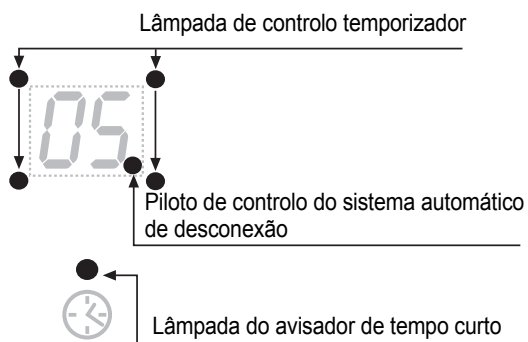 Lâmpada de controlo temporizador
05
Piloto de controlo do sistema automático
de desconexão
Lâmpada do avisador de tempo curto